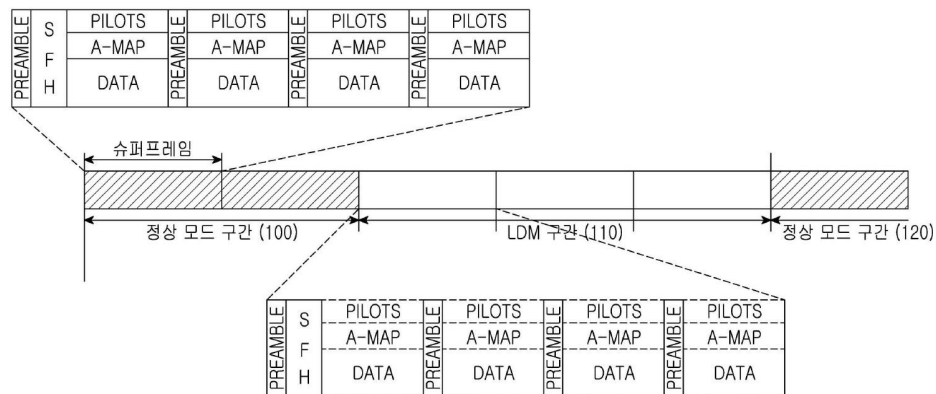 PREAMBLE SFH PILOTS PREAMBLE PILOTS PREAMBLE PILOTS PREAMBLE PILOTS
A-MAP A-MAP A-MAP A-MAP
DATA DATA DATA DATA
슈퍼프레임
정상 모드 구간 (100) LDM 구간 (110) 정상 모드 구간 (120)
PREAMBLE SFH PILOTS PREAMBLE PILOTS PREAMBLE PILOTS PREAMBLE PILOTS
A-MAP A-MAP A-MAP A-MAP
DATA DATA DATA DATA